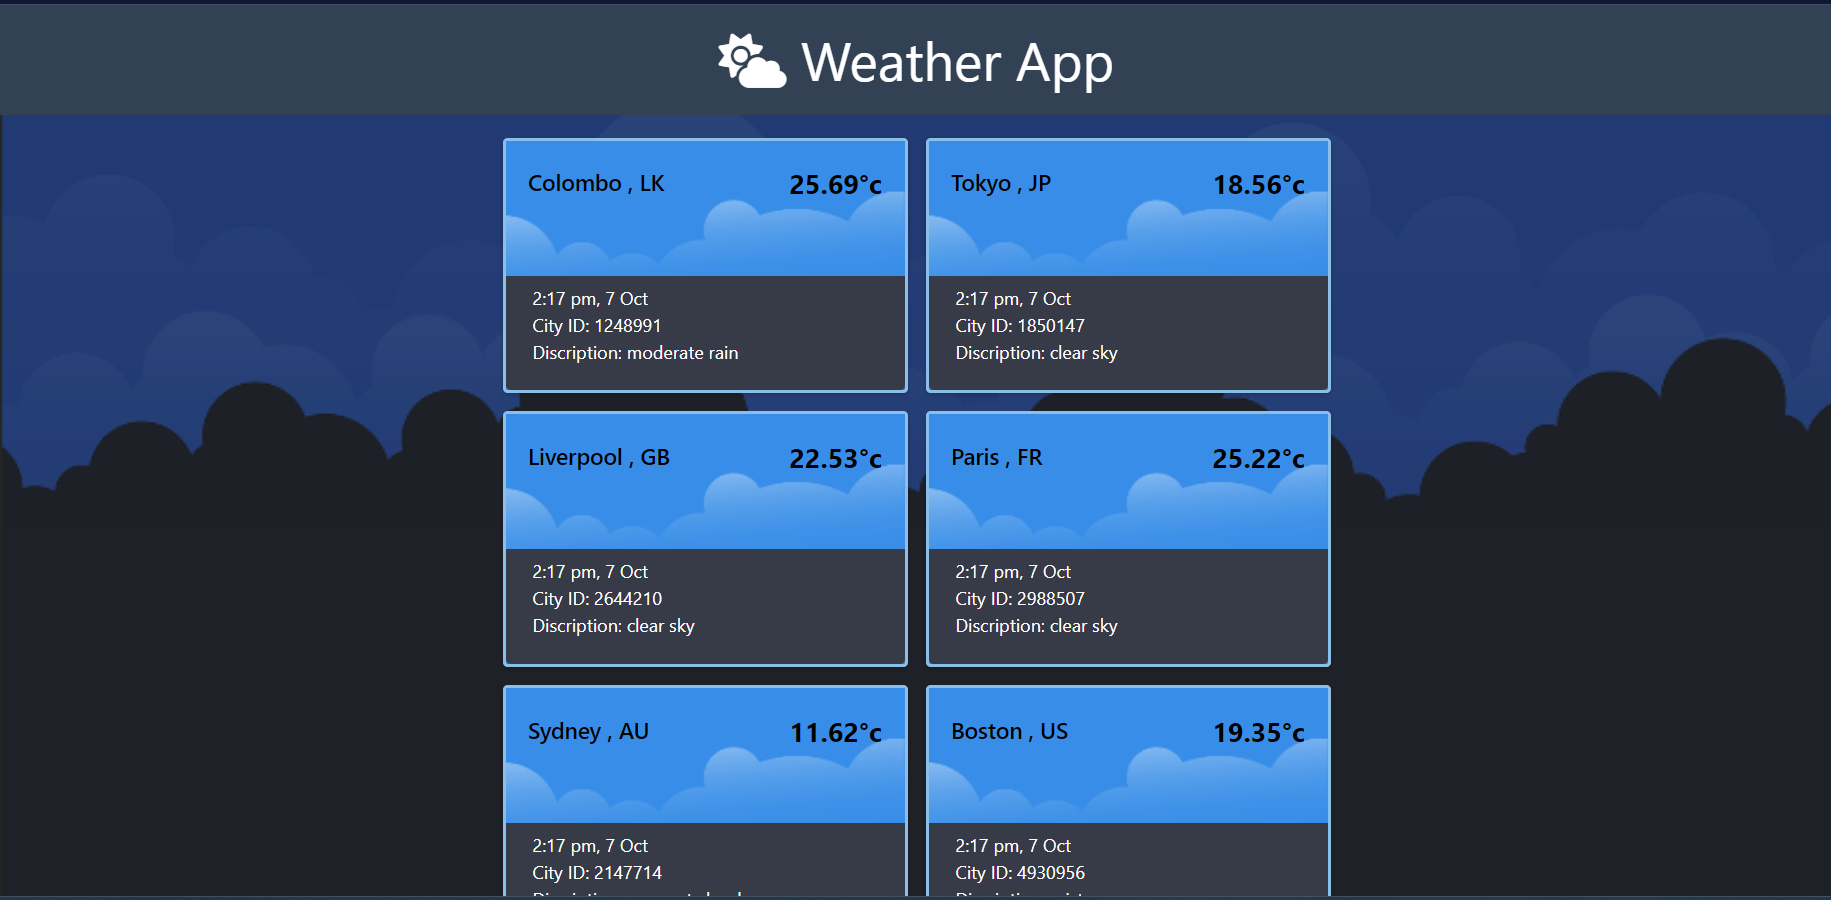 Weather App
Colombo , LK 25.69°c
2:17 pm, 7 Oct
City ID: 1248991
Discription: moderate rain
Tokyo , JP 18.56°c
2:17 pm, 7 Oct
City ID: 1850147
Discription: clear sky
Liverpool , GB 22.53°c
2:17 pm, 7 Oct
City ID: 2644210
Discription: clear sky
Paris , FR 25.22°c
2:17 pm, 7 Oct
City ID: 2988507
Discription: clear sky
Sydney , AU 11.62°c
2:17 pm, 7 Oct
City ID: 2147714
Boston , US 19.35°c
2:17 pm, 7 Oct
City ID: 4930956